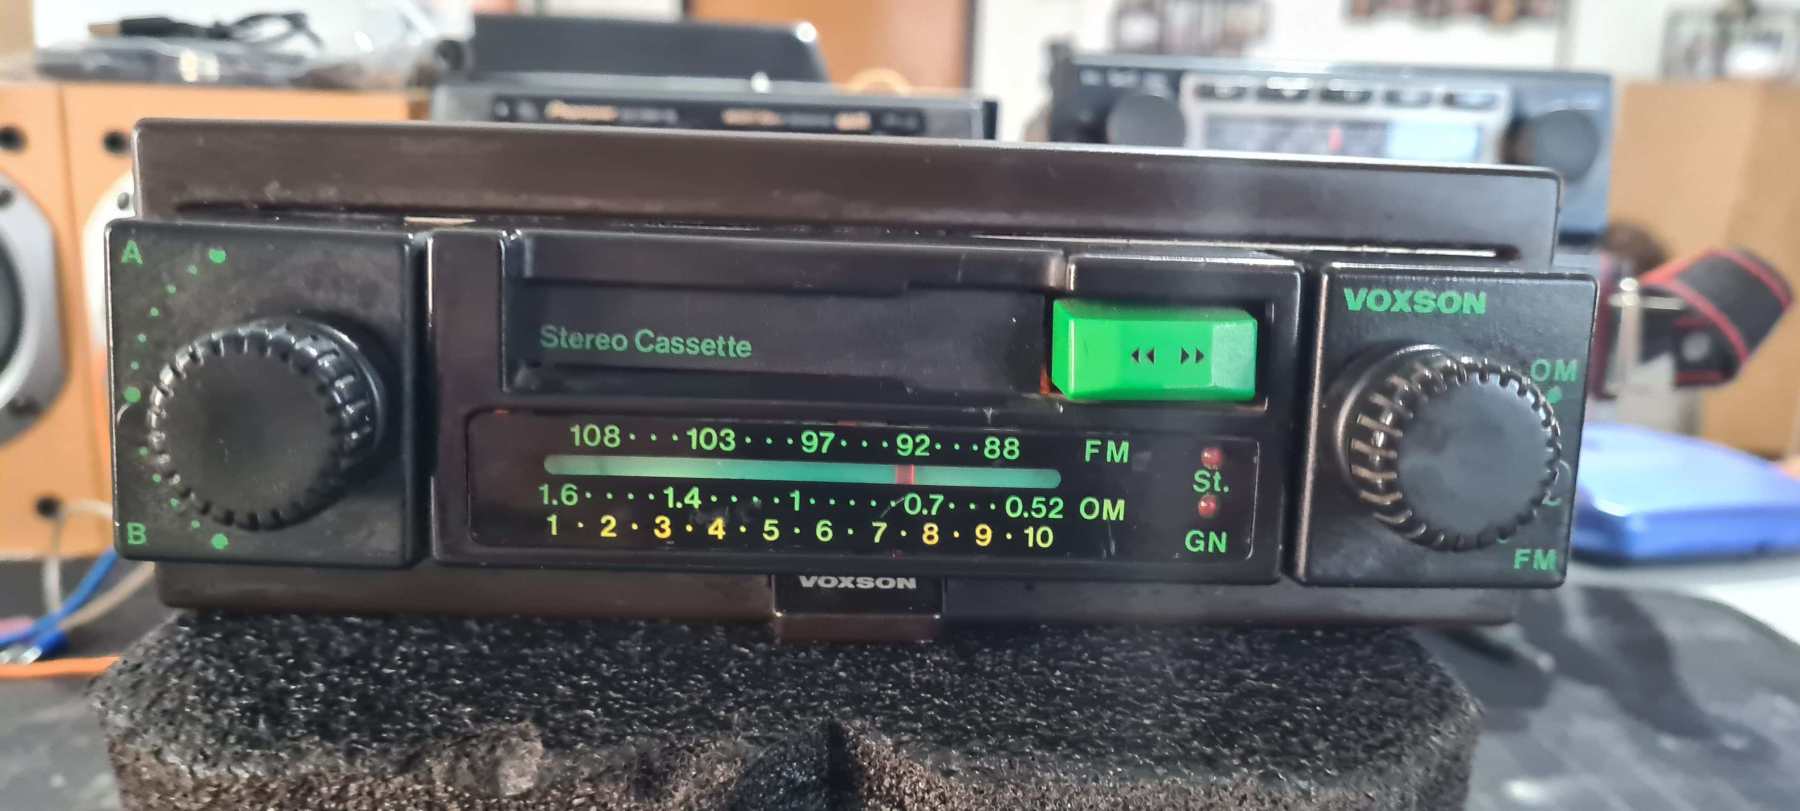 Pioneer
A
B
Stereo Cassette
108 · · · 103 · · · 97 · · · 92 · · · 88 FM
1.6 · · · · 1.4 · · · · 1 · · · · · 0.7 · · · 0.52 OM
1 · 2 · 3 · 4 · 5 · 6 · 7 · 8 · 9 · 10
St.
GN
VOXSON
OM
FM
VOXSON